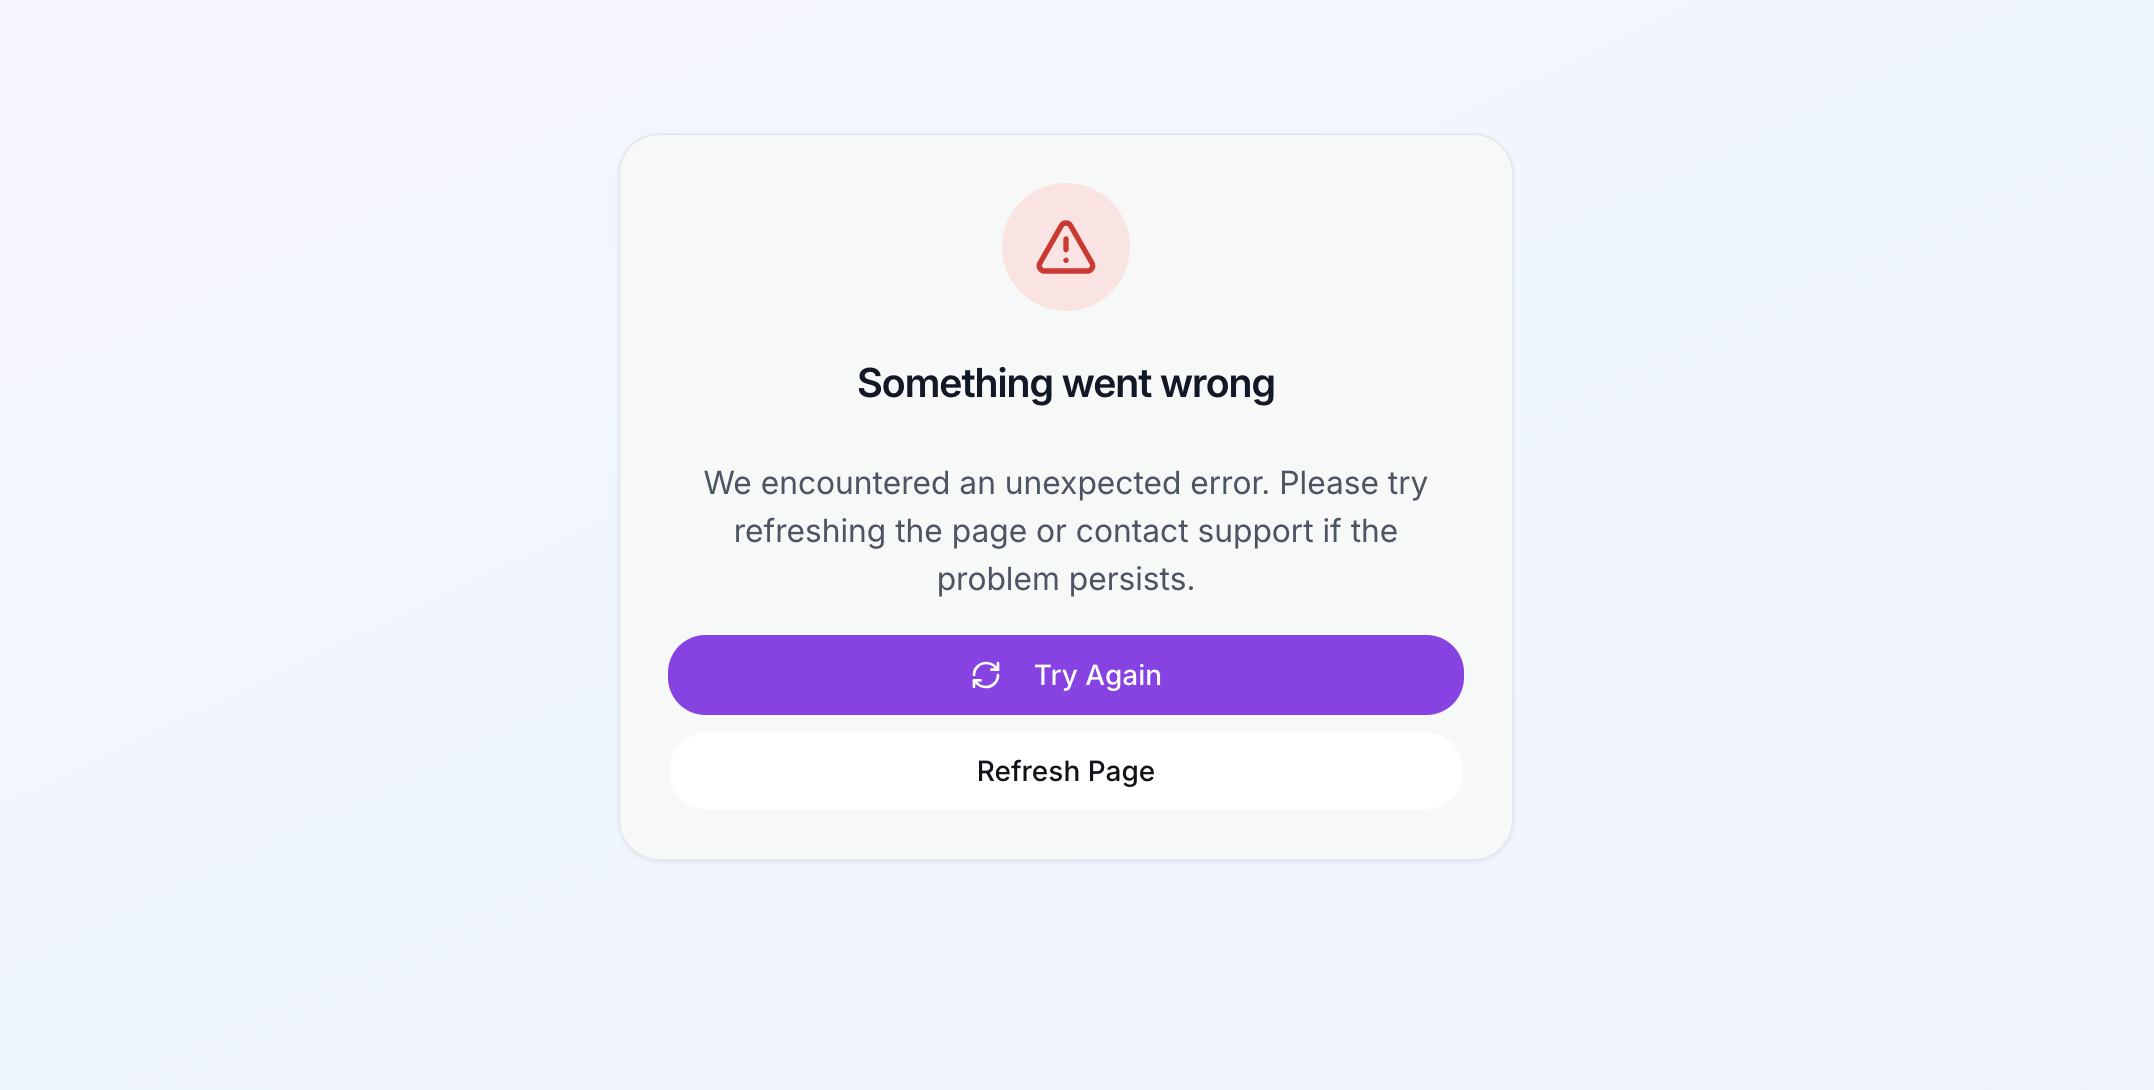 Something went wrong
We encountered an unexpected error. Please try
refreshing the page or contact support if the
problem persists.
Try Again
Refresh Page